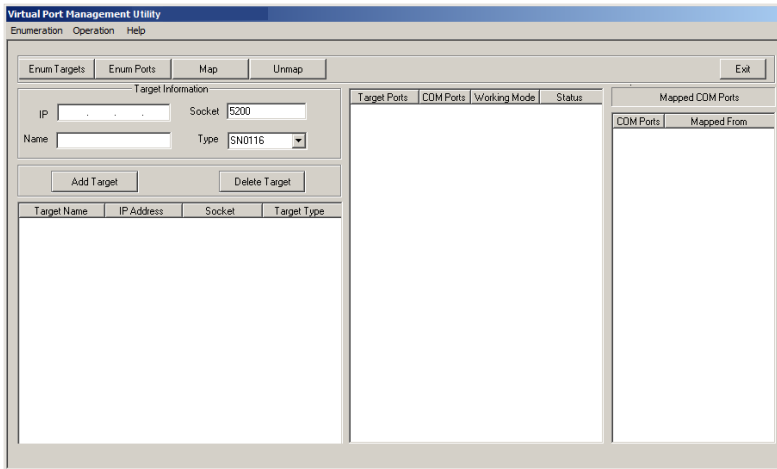 Virtual Port Management Utility
Enumeration Operation Help
Enum Targets Enum Ports Map Unmap Exit
Target Information
IP . . . Socket 5200
Name Type SN0116
Add Target Delete Target
Target Name IP Address Socket Target Type
Target Ports COM Ports Working Mode Status
Mapped COM Ports
COM Ports Mapped From